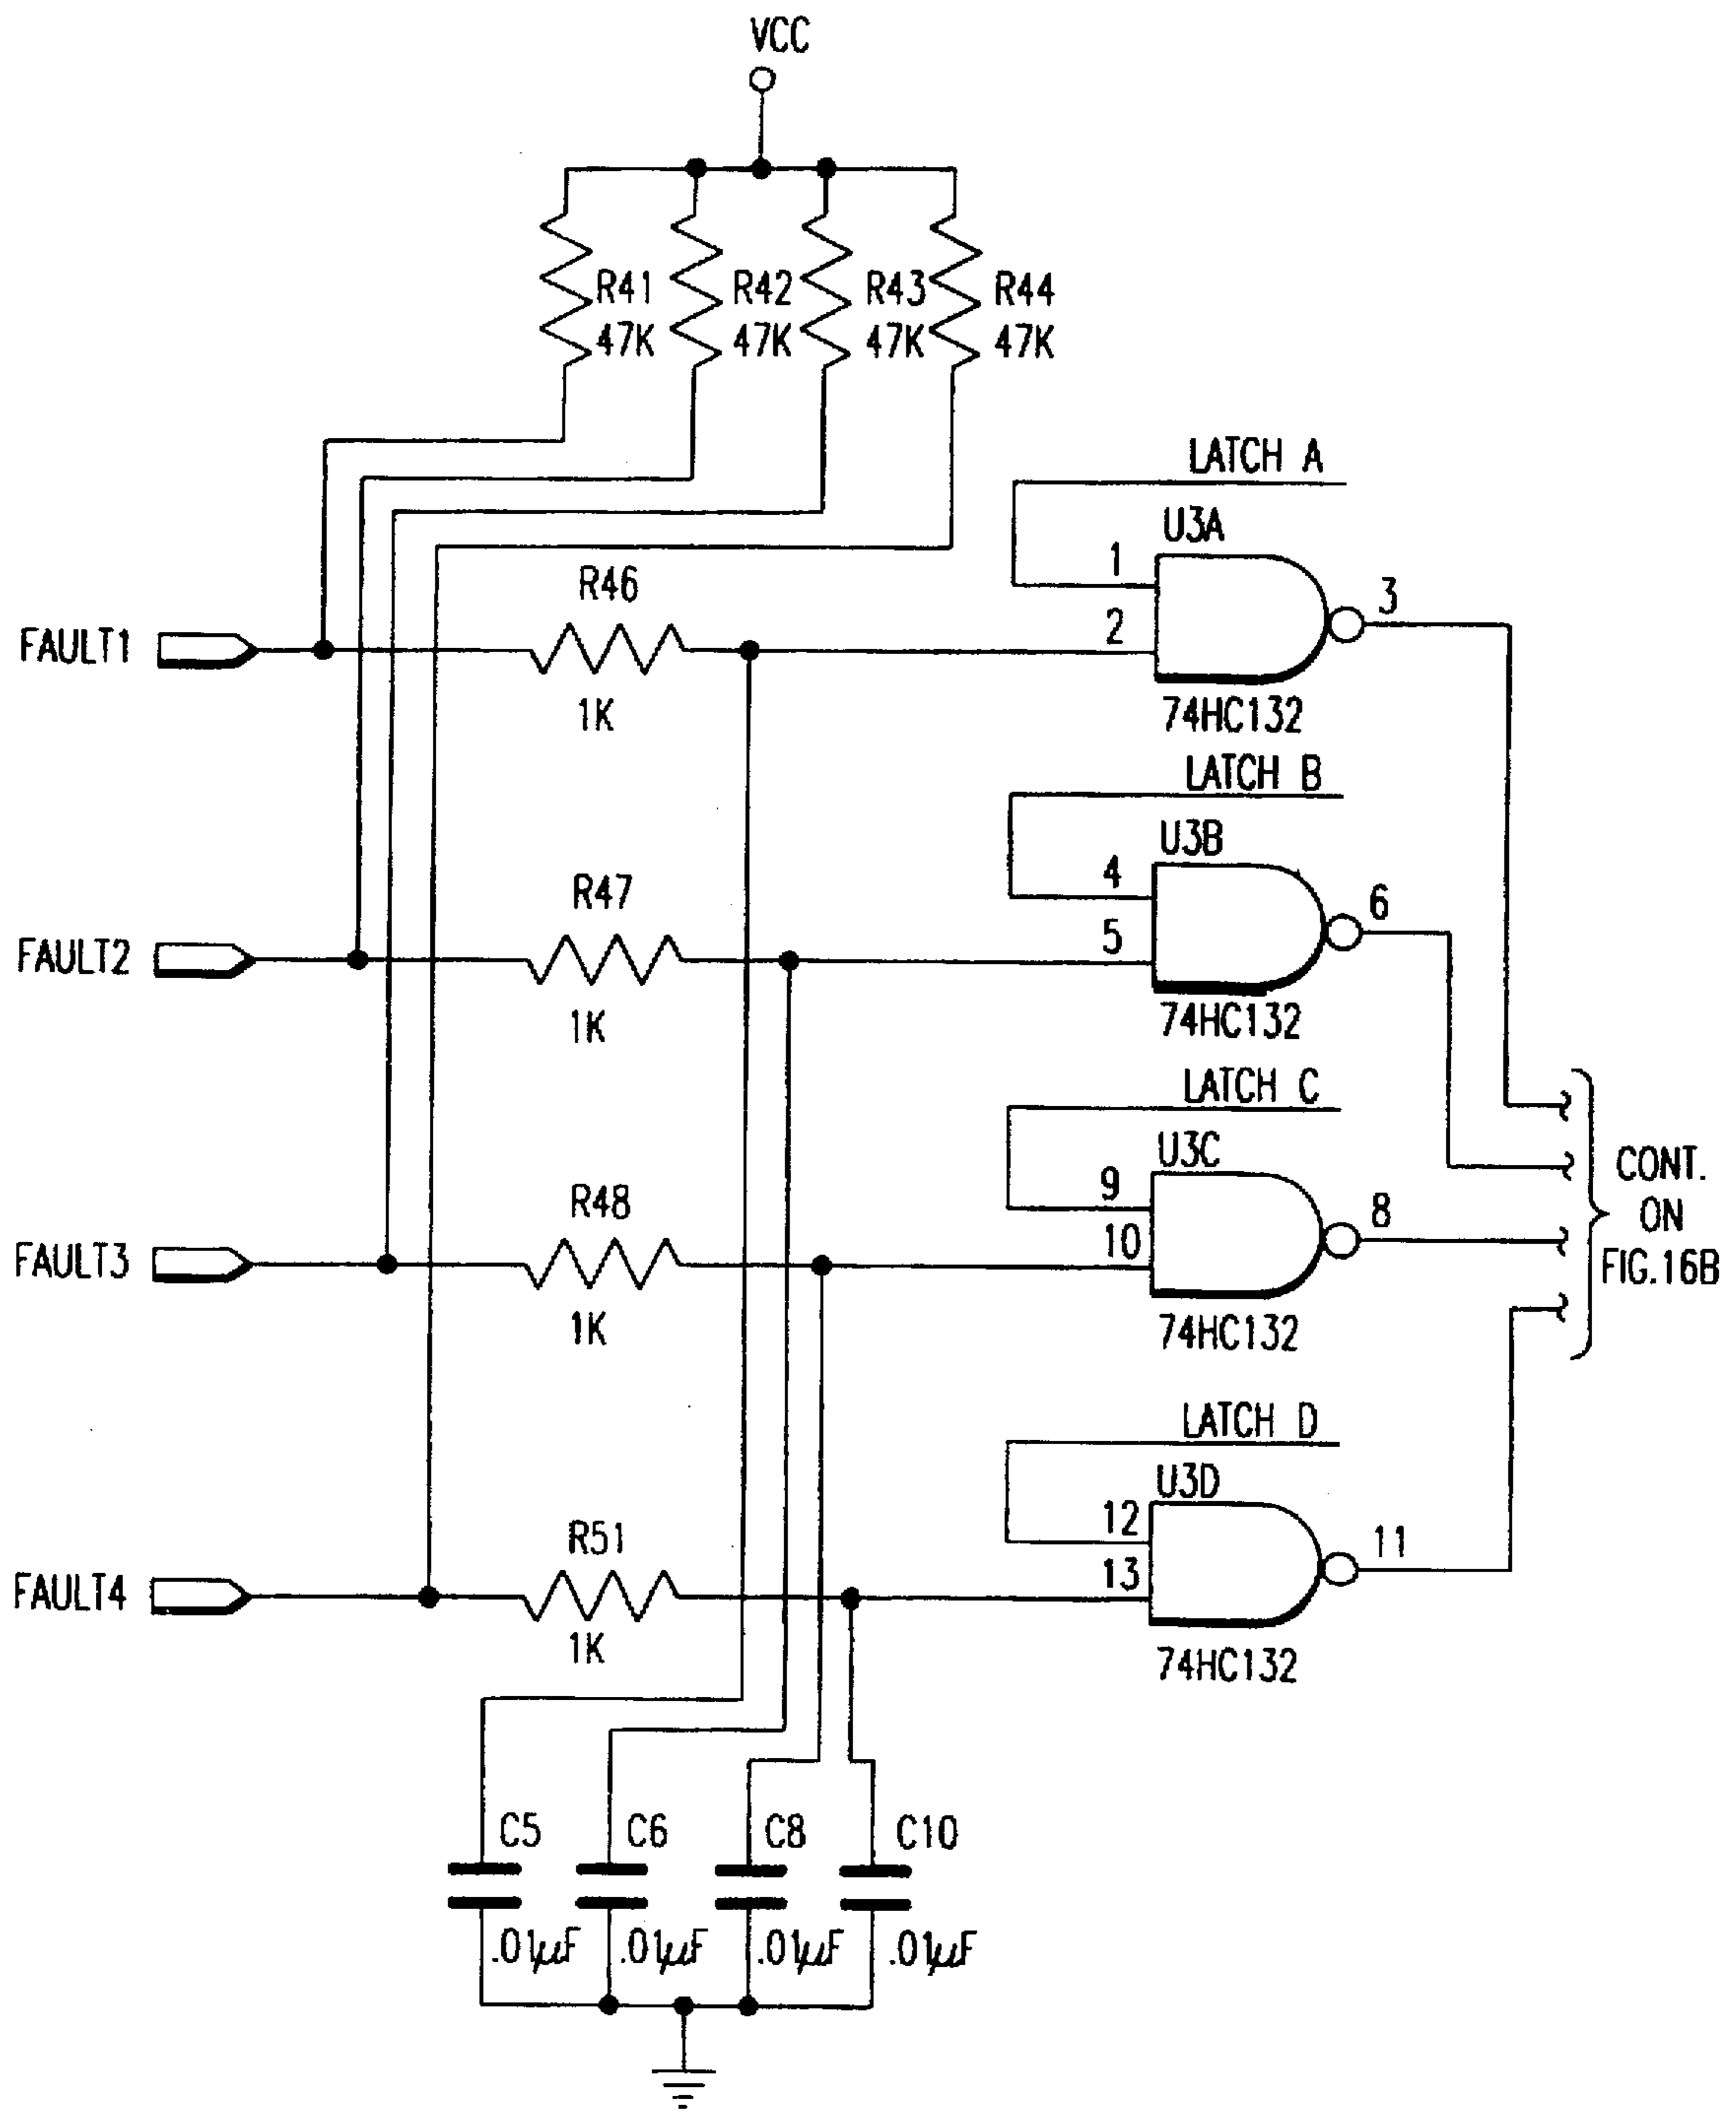 VCC
R41
47K
R42
47K
R43
47K
R44
47K
LATCH A
U3A
1
2
3
74HC132
FAULT1
R46
1K
LATCH B
U3B
4
5
6
74HC132
FAULT2
R47
1K
LATCH C
U3C
9
10
8
74HC132
FAULT3
R48
1K
CONT.
ON
FIG.16B
LATCH D
U3D
12
13
11
74HC132
FAULT4
R51
1K
C5
.01μF
C6
.01μF
C8
.01μF
C10
.01μF